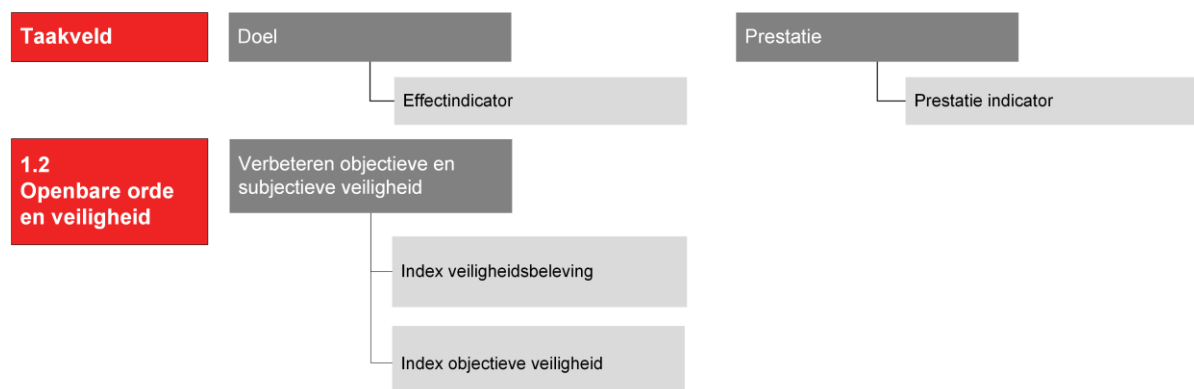 Taakveld
Doel
Prestatie
Effectindicator
Prestatie indicator
1.2
Openbare orde
en veiligheid
Verbeteren objectieve en
subjectieve veiligheid
Index veiligheidsbeleving
Index objectieve veiligheid